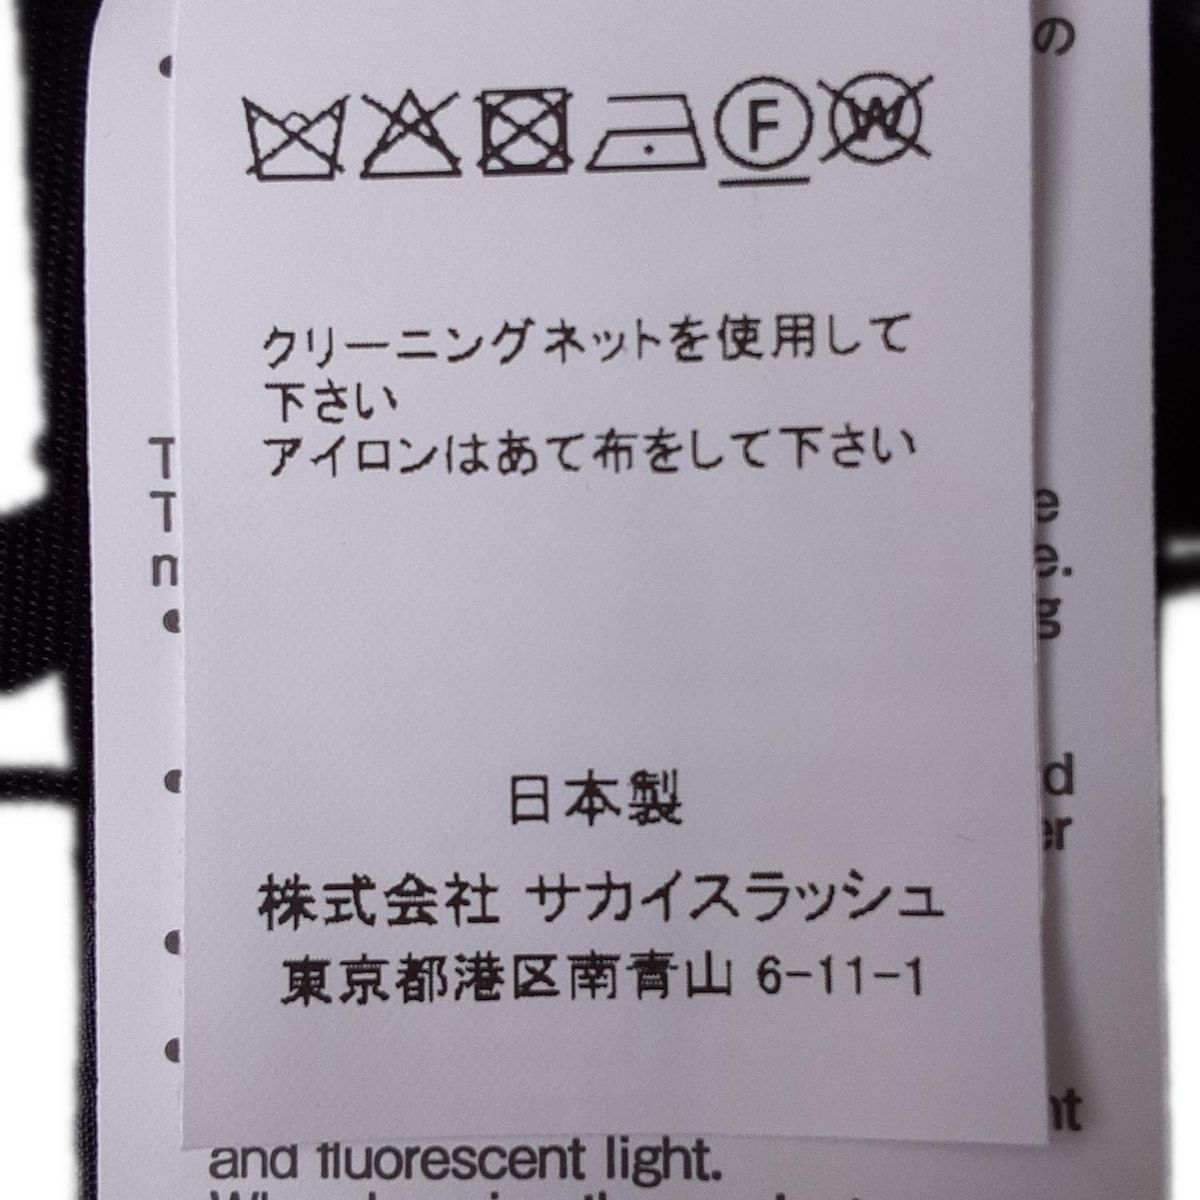 の
F
W
クリーニングネットを使用して
下さい
アイロンはあて布をして下さい
日本製
株式会社 サカイスラッシュ
東京都港区南青山 6-11-1
and fluorescent light.